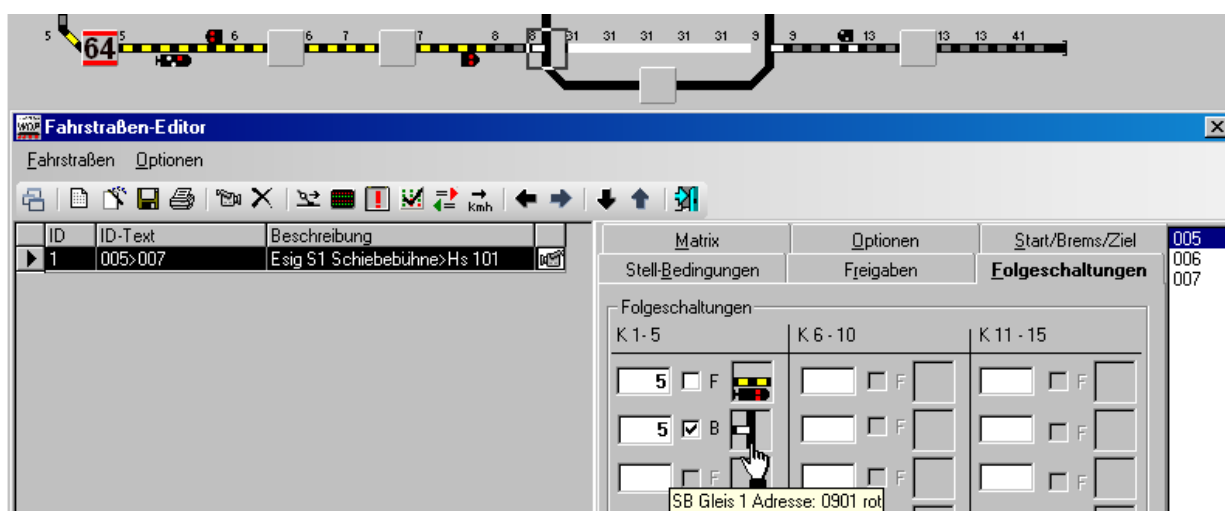 5 64 5 6 6 7 7 8 8 31 31 31 31 31 9 9 13 13 13 41
Fahrstraßen-Editor
Fahrstraßen Optionen
Kmh
ID ID-Text Beschreibung
1 005>007 Esig S1 Schiebebühne>Hs 101
Matrix Optionen Start/Brems/Ziel
Stell-Bedingungen Freigaben Folgeschaltungen
005
006
007
Folgeschaltungen
K 1 - 5 K 6 - 10 K 11 - 15
5 F F F
5 B F F
F F F
SB Gleis 1 Adresse: 0901 rot